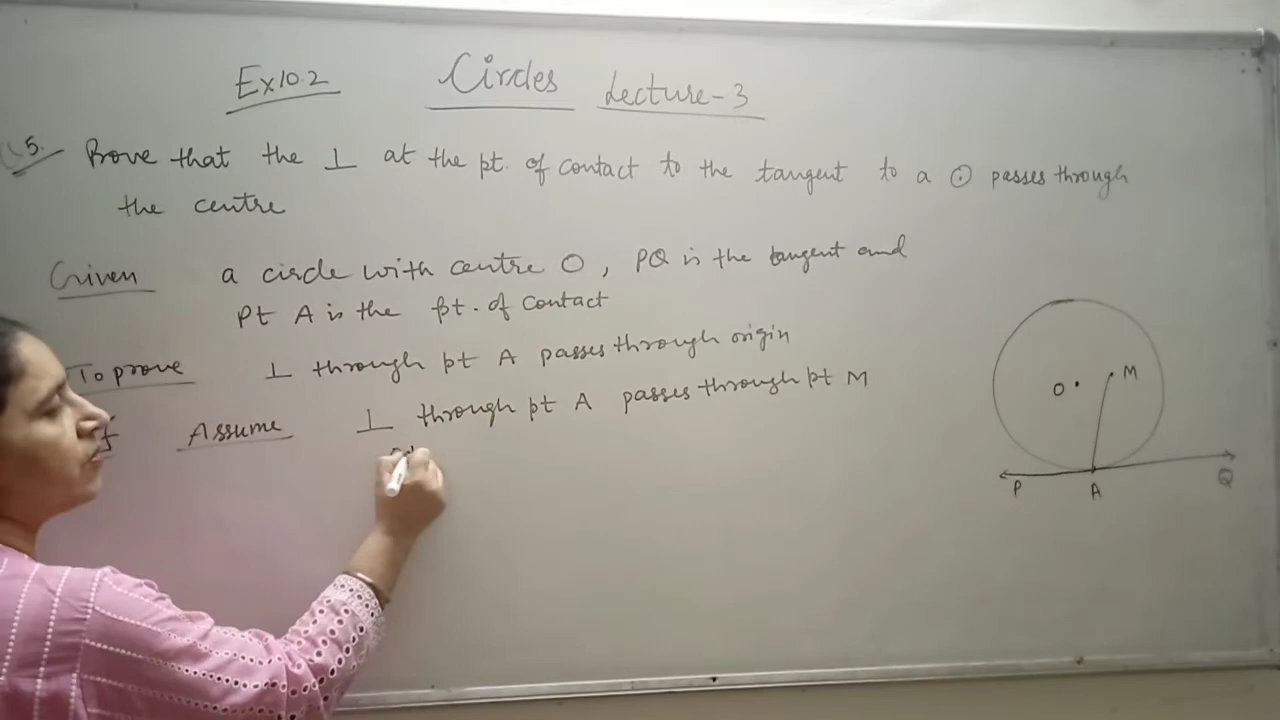 Ex10.2 Circles Lecture-3
5. Prove that the ⊥ at the pt. of contact to the tangent to a ⊙ passes through
the centre
Given a circle with centre O, PQ is the tangent and
Pt A is the pt. of contact
To prove ⊥ through pt A passes through origin
Assume ⊥ through pt A passes through pt M
O
M
P
A
Q